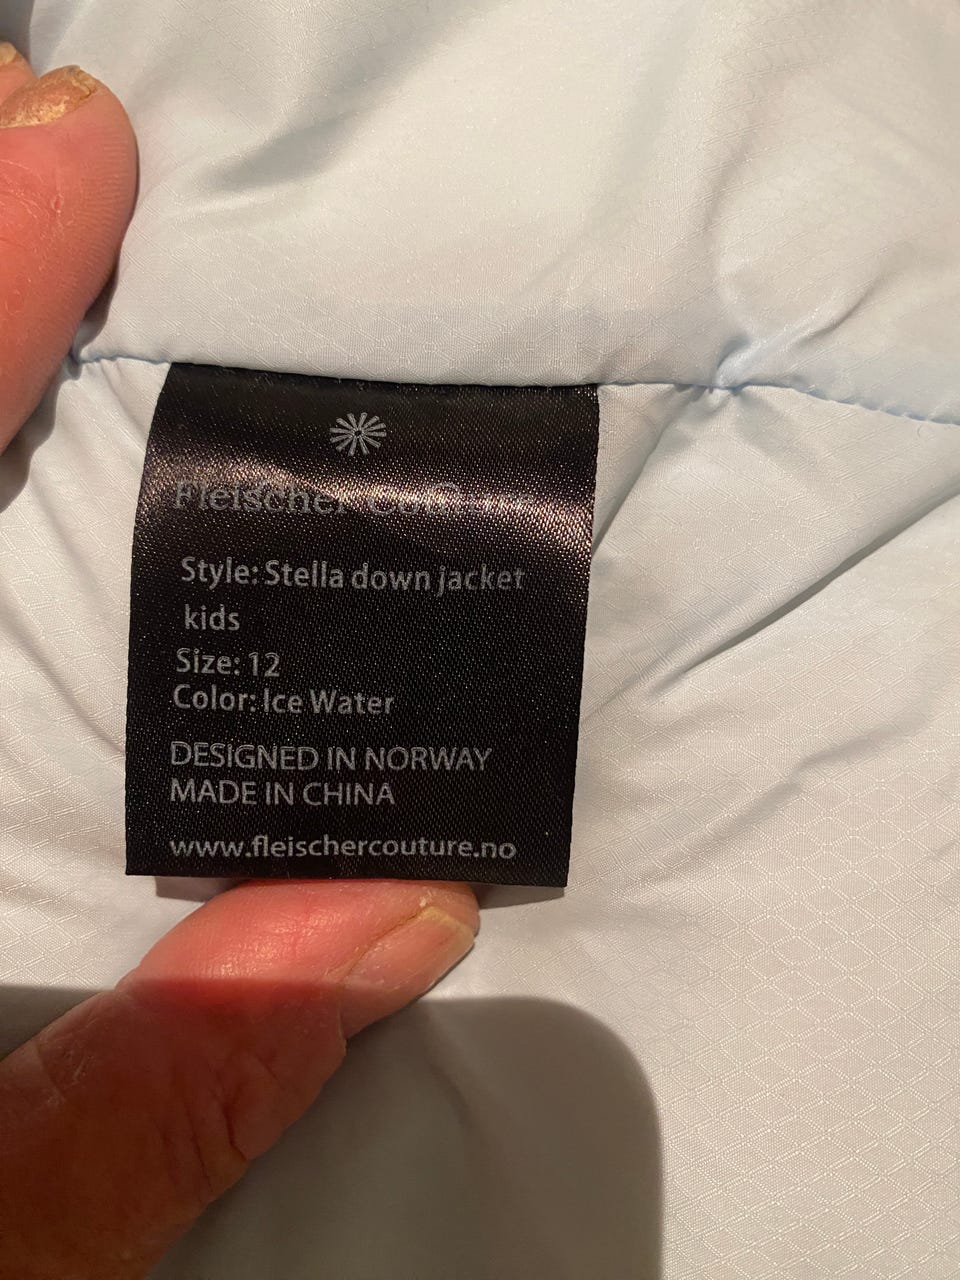 Fleischer Couture
Style: Stella down jacket
kids
Size: 12
Color: Ice Water
DESIGNED IN NORWAY
MADE IN CHINA
www.fleischercouture.no